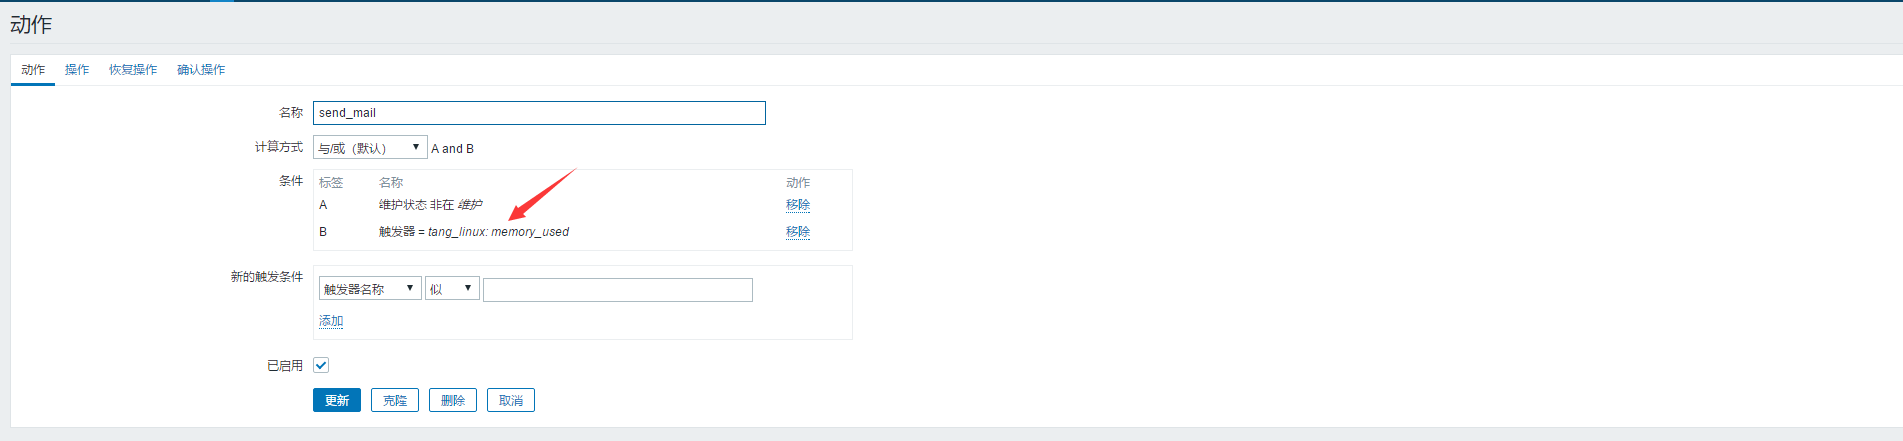 动作
动作 操作 恢复操作 确认操作
名称 send_mail
计算方式 与/或（默认） A and B
条件 标签 名称 动作
A 维护状态 非在 维护 移除
B 触发器 = tang_linux: memory_used 移除
新的触发条件 触发器名称 似
添加
已启用
更新 克隆 删除 取消